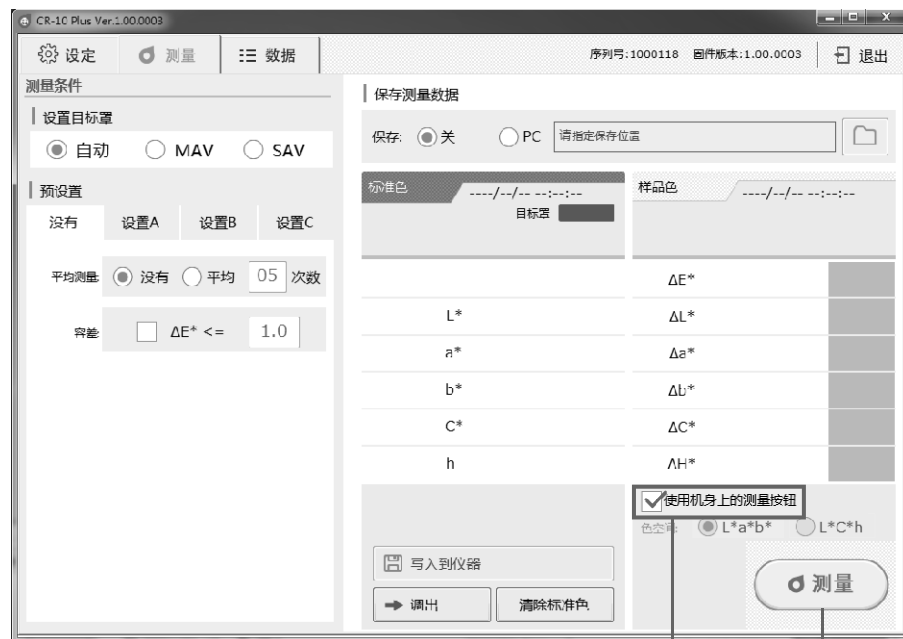 CR-1C Plus Ver.1.00.0003
设定 测量 数据 序列号:1000118 固件版本:1.00.0003 退出
测量条件
设置目标罩
自动 MAV SAV
预设置
没有 设置A 设置B 设置C
平均测量: 没有 平均 05 次数
容差: ΔE* <= 1.0
保存测量数据
保存: 关 PC 请指定保存位置
标准色 ----/--/-- --:--:--
目标罩
样品色 ----/--/-- --:--:--
ΔE*
L* ΔL*
a* Δa*
b* Δb*
C* ΔC*
h ΔH*
使用机身上的测量按钮
色空间: L*a*b* L*C*h
写入到仪器
调出 清除标准色
测量